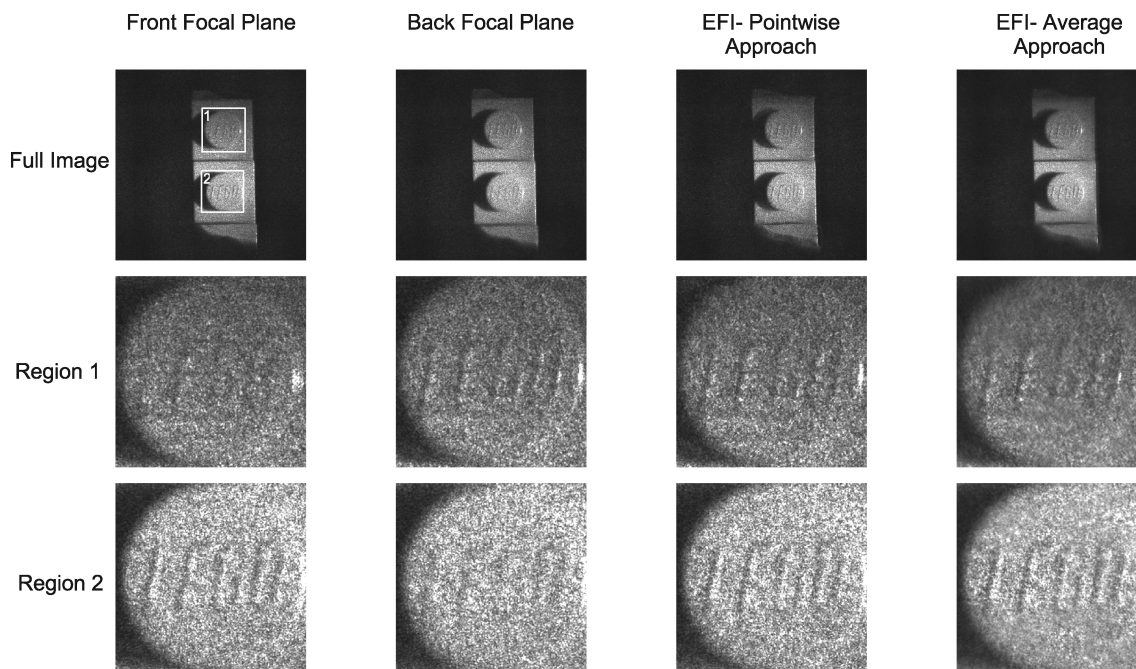 Front Focal Plane
Back Focal Plane
EFI- Pointwise
Approach
EFI- Average
Approach
Full Image
1
2
Region 1
Region 2